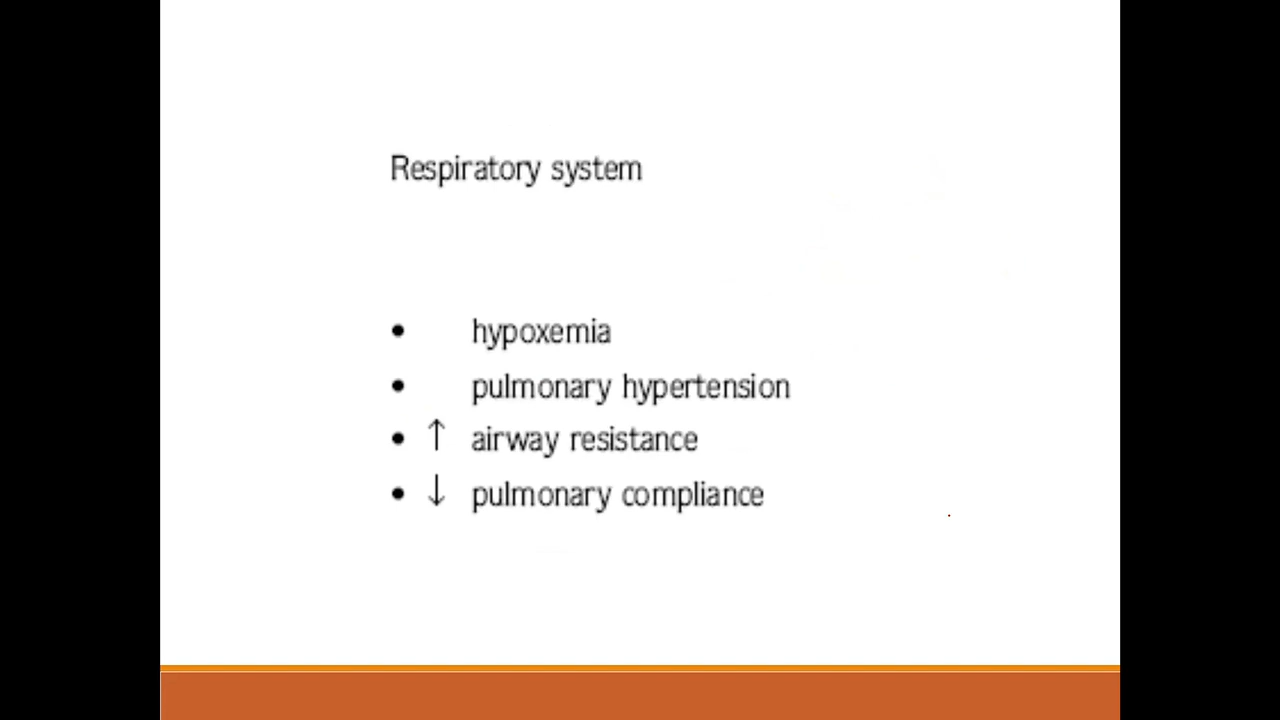 Respiratory system
• hypoxemia
• pulmonary hypertension
• ↑ airway resistance
• ↓ pulmonary compliance